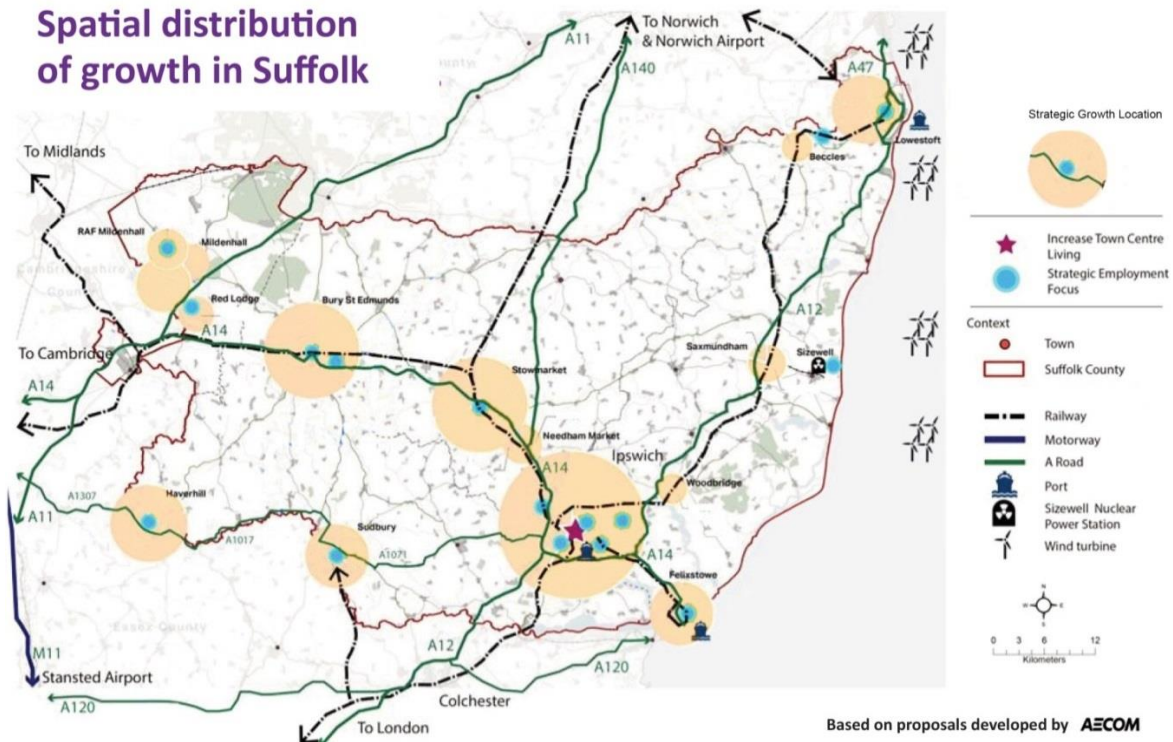 Spatial distribution
of growth in Suffolk
To Norwich
& Norwich Airport
A11
A140
A47
Lowestoft
Beccles
To Midlands
RAF Mildenhall
Mildenhall
Cambridgeshire
County
Red Lodge
A14
Bury St Edmunds
To Cambridge
A14
A12
Saxmundham
Sizewell
Stowmarket
Needham Market
A14
Ipswich
Woodbridge
A1307
Haverhill
A11
A1017
Sudbury
A1071
A14
Felixstowe
Essex County
A12
A120
M11
Stansted Airport
A120
Colchester
To London
Strategic Growth Location
Increase Town Centre
Living
Strategic Employment
Focus
Context
Town
Suffolk County
Railway
Motorway
A Road
Port
Sizewell Nuclear
Power Station
Wind turbine
N
W
E
S
0 3 6 12
Kilometers
Based on proposals developed by AECOM